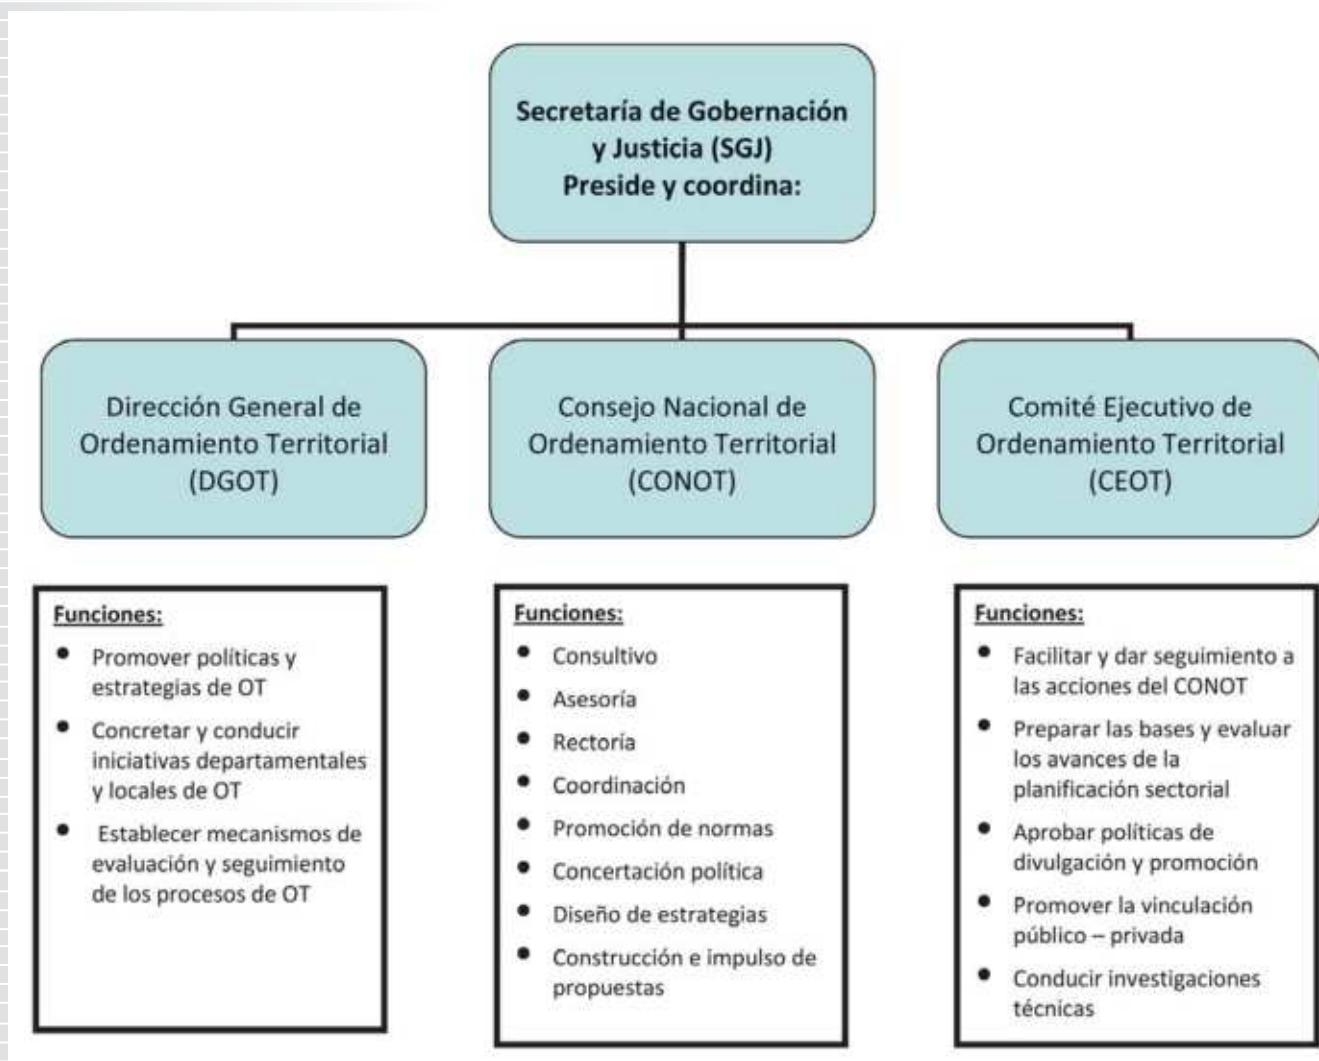 Secretaría de Gobernación
y Justicia (SGJ)
Preside y coordina:
Dirección General de
Ordenamiento Territorial
(DGOT)
Consejo Nacional de
Ordenamiento Territorial
(CONOT)
Comité Ejecutivo de
Ordenamiento Territorial
(CEOT)
Funciones:
• Promover políticas y
estrategias de OT
• Concretar y conducir
iniciativas departamentales
y locales de OT
• Establecer mecanismos de
evaluación y seguimiento
de los procesos de OT
Funciones:
• Consultivo
• Asesoría
• Rectoría
• Coordinación
• Promoción de normas
• Concertación política
• Diseño de estrategias
• Construcción e impulso de
propuestas
Funciones:
• Facilitar y dar seguimiento a
las acciones del CONOT
• Preparar las bases y evaluar
los avances de la
planificación sectorial
• Aprobar políticas de
divulgación y promoción
• Promover la vinculación
público – privada
• Conducir investigaciones
técnicas